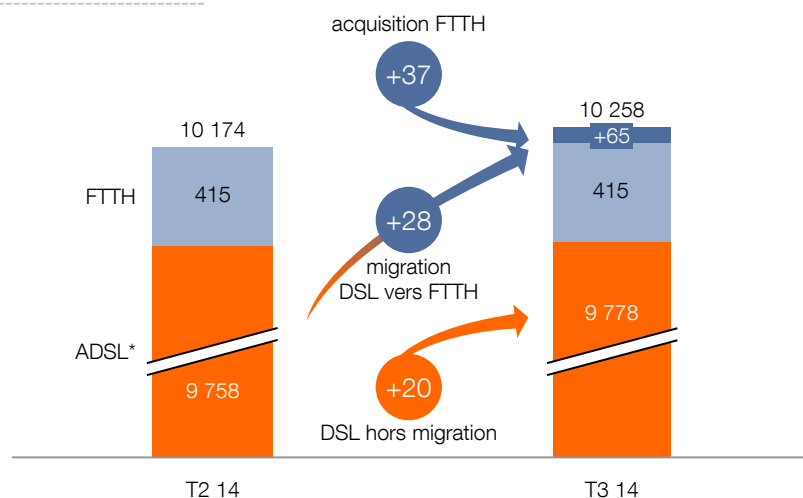 acquisition FTTH
+37
10 258
10 174
+65
FTTH
415
415
+28
migration
DSL vers FTTH
9 778
ADSL*
9 758
+20
DSL hors migration
T2 14
T3 14